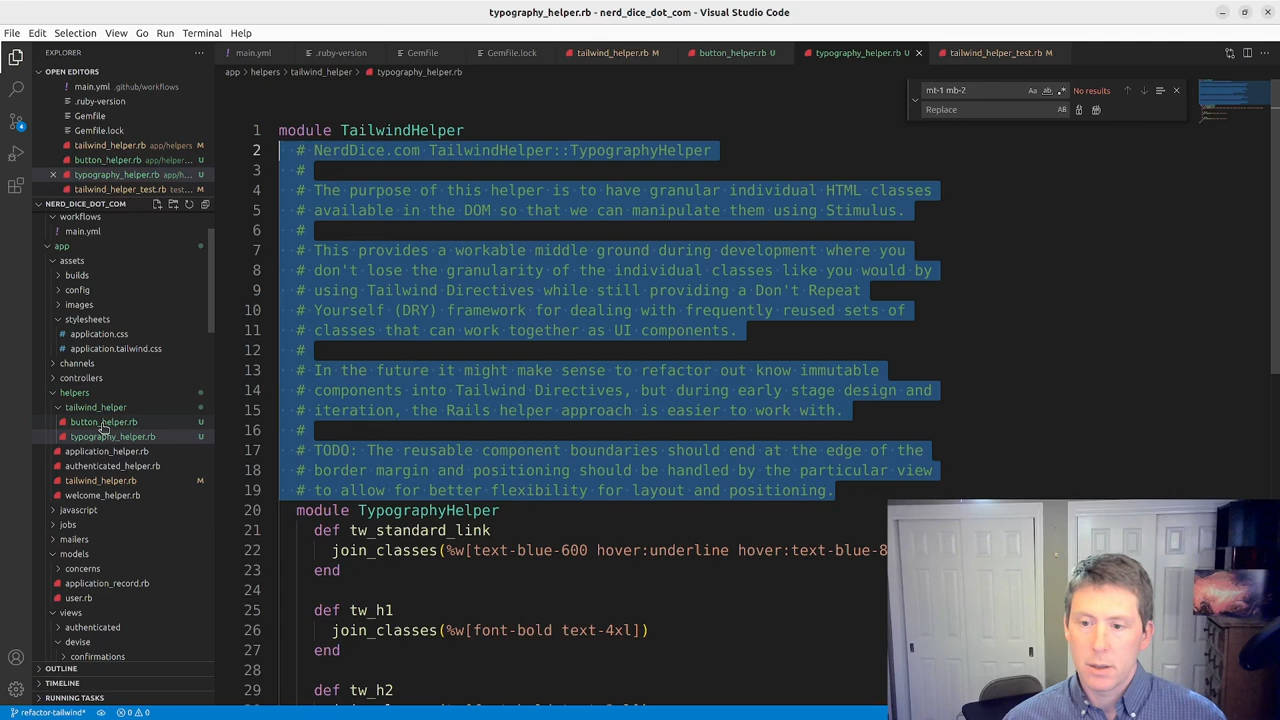 typography_helper.rb - nerd_dice_dot_com - Visual Studio Code
File Edit Selection View Go Run Terminal Help
EXPLORER
main.yml .ruby-version Gemfile Gemfile.lock tailwind_helper.rb M button_helper.rb U typography_helper.rb U tailwind_helper_test.rb M
OPEN EDITORS
main.yml .github/workflows
.ruby-version
Gemfile
Gemfile.lock
tailwind_helper.rb app/helpers
button_helper.rb app/helpers... U
typography_helper.rb app/h... U
tailwind_helper_test.rb test...
NERD_DICE_DOT_COM
workflows
main.yml
app
assets
builds
config
images
stylesheets
application.css
application.tailwind.css
channels
controllers
helpers
tailwind_helper
button_helper.rb U
typography_helper.rb U
application_helper.rb
authenticated_helper.rb
tailwind_helper.rb M
welcome_helper.rb
javascript
jobs
mailers
models
concerns
application_record.rb
user.rb
views
authenticated
devise
confirmations
OUTLINE
TIMELINE
RUNNING TASKS
app > helpers > tailwind_helper > typography_helper.rb
mt-1 mb-2 Aa ab No results
Replace AB
1 module TailwindHelper
2 # NerdDice.com TailwindHelper::TypographyHelper
3 #
4 # The purpose of this helper is to have granular individual HTML classes
5 # available in the DOM so that we can manipulate them using Stimulus.
6 #
7 # This provides a workable middle ground during development where you
8 # don't lose the granularity of the individual classes like you would by
9 # using Tailwind Directives while still providing a Don't Repeat
10 # Yourself (DRY) framework for dealing with frequently reused sets of
11 # classes that can work together as UI components.
12 #
13 # In the future it might make sense to refactor out know immutable
14 # components into Tailwind Directives, but during early stage design and
15 # iteration, the Rails helper approach is easier to work with.
16 #
17 # TODO: The reusable component boundaries should end at the edge of the
18 # border margin and positioning should be handled by the particular view
19 # to allow for better flexibility for layout and positioning.
20 module TypographyHelper
21 def tw_standard_link
22 join_classes(%w[text-blue-600 hover:underline hover:text-blue-8
23 end
24
25 def tw_h1
26 join_classes(%w[font-bold text-4xl])
27 end
28
29 def tw_h2
refactor-tailwind* 0 0
4